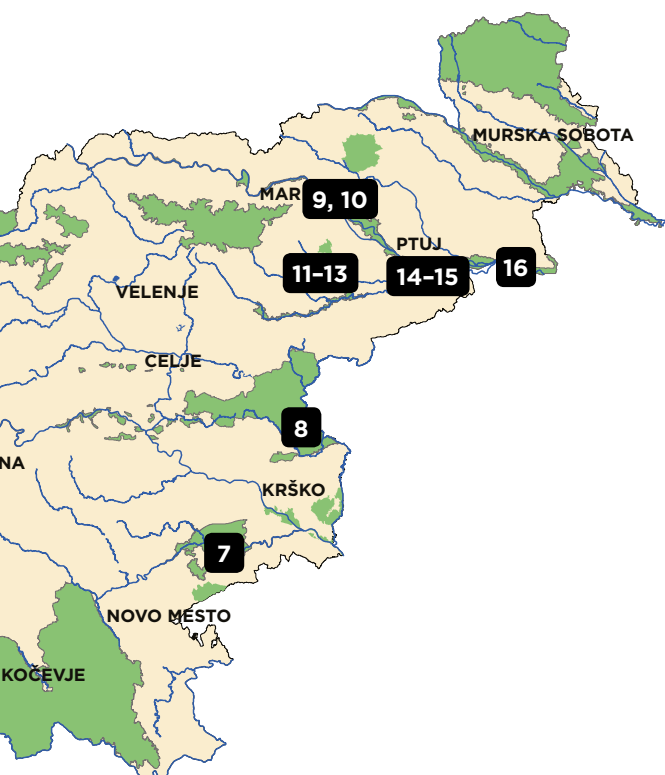 MURSKA SOBOTA
MAR
9, 10
PTUJ
16
11–13
14–15
VELENJE
CELJE
8
NA
KRŠKO
7
NOVO MESTO
KOČEVJE